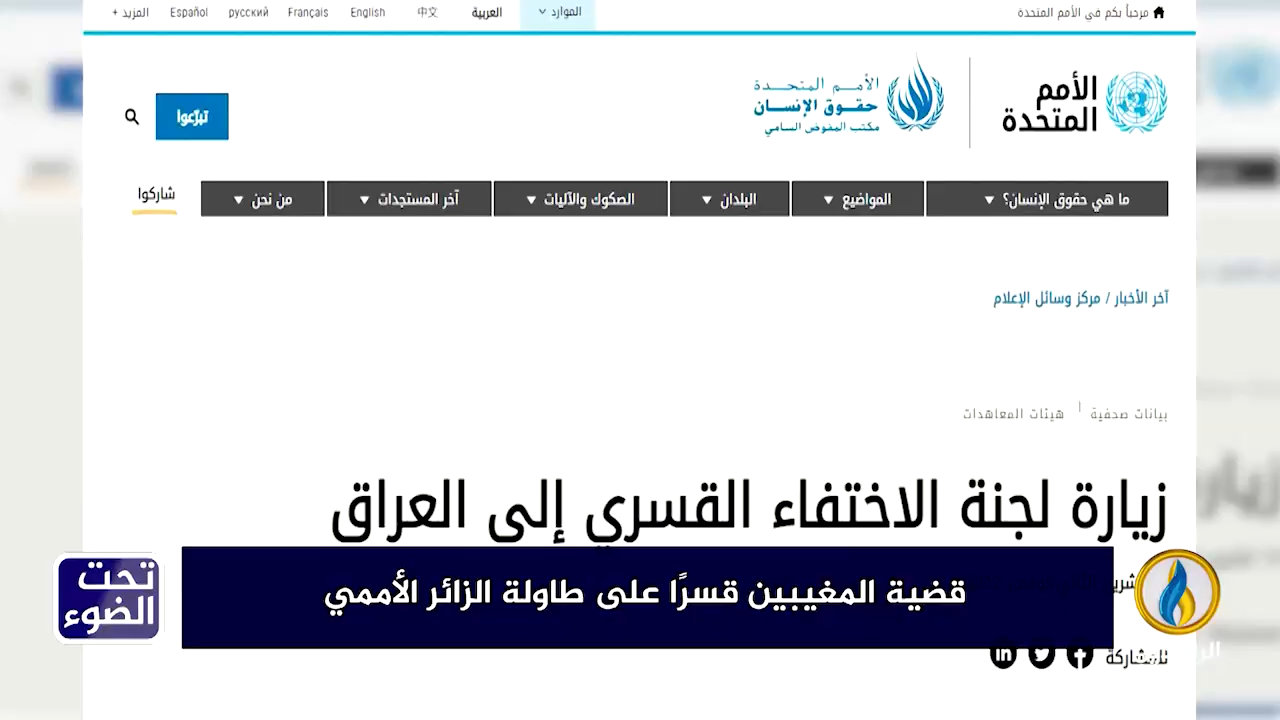 مرحباً بكم في الأمم المتحدة
الموارد
العربية
中文
English
Français
русский
Español
المزيد +
الأمم
المتحدة
الأمم المتحدة
حقوق الإنسان
مكتب المفوض السامي
تبرّعوا
ما هي حقوق الإنسان؟
المواضيع
البلدان
الصكوك والآليات
آخر المستجدات
من نحن
شاركوا
آخر الأخبار / مركز وسائل الإعلام
بيانات صحفية | هيئات المعاهدات
زيارة لجنة الاختفاء القسري إلى العراق
قضية المغيبين قسرًا على طاولة الزائر الأممي
تحت
الضوء